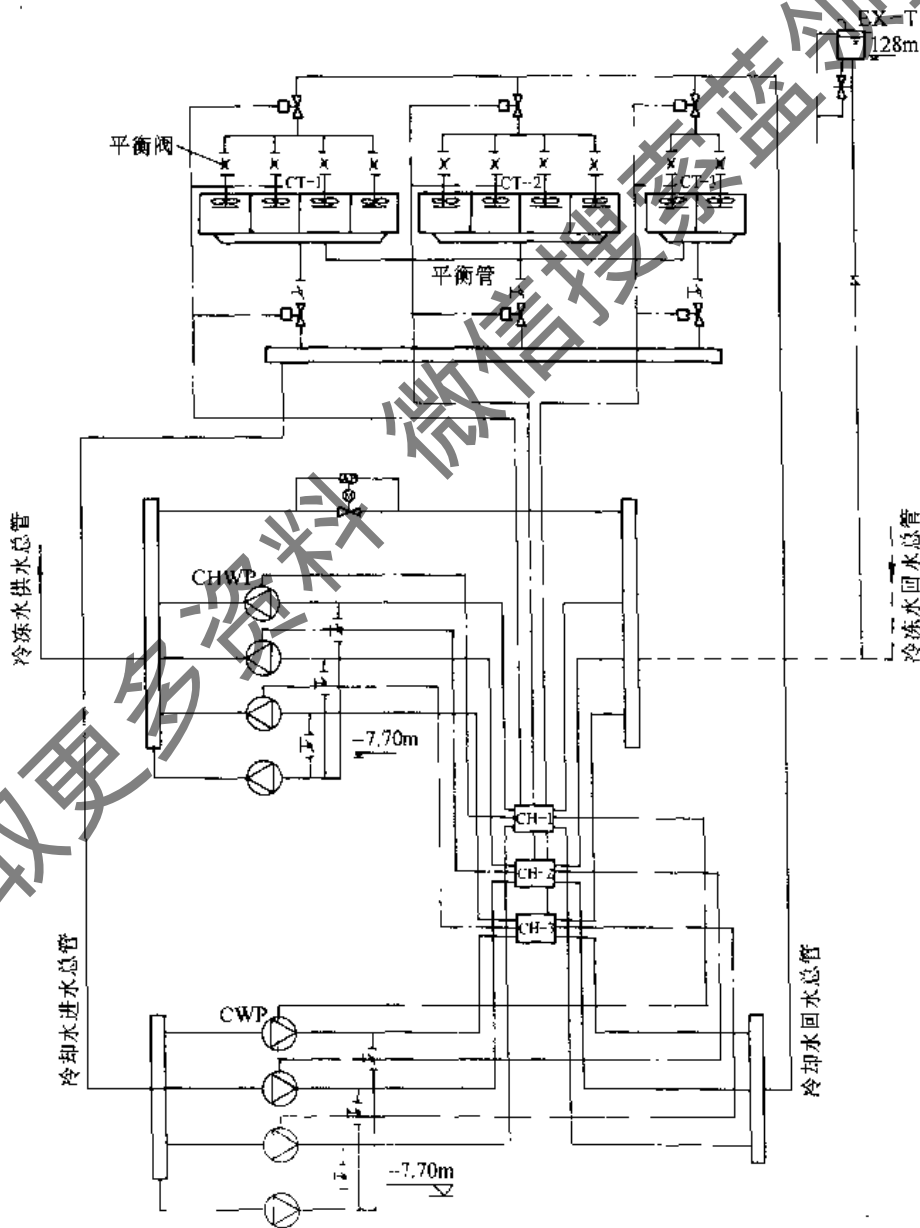 EX-T
128m
平衡阀
CT-1
CT-2
CT-3
平衡管
冷冻水供水总管
CHWP
冷冻水回水总管
-7.70m
CH-1
CH-2
CH-3
冷却水进水总管
CWP
冷却水回水总管
-7.70m
取更多资料 微信搜索蓝领